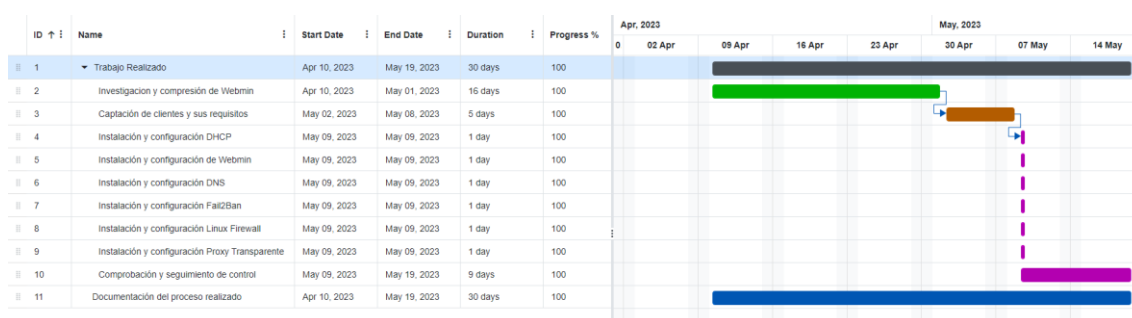 Apr, 2023 May, 2023
ID Name Start Date End Date Duration Progress %
0 02 Apr 09 Apr 16 Apr 23 Apr 30 Apr 07 May 14 May
1 Trabajo Realizado Apr 10, 2023 May 19, 2023 30 days 100
2 Investigacion y compresión de Webmin Apr 10, 2023 May 01, 2023 16 days 100
3 Captación de clientes y sus requisitos May 02, 2023 May 08, 2023 5 days 100
4 Instalación y configuración DHCP May 09, 2023 May 09, 2023 1 day 100
5 Instalación y configuración de Webmin May 09, 2023 May 09, 2023 1 day 100
6 Instalación y configuración DNS May 09, 2023 May 09, 2023 1 day 100
7 Instalación y configuración Fail2Ban May 09, 2023 May 09, 2023 1 day 100
8 Instalación y configuración Linux Firewall May 09, 2023 May 09, 2023 1 day 100
9 Instalación y configuración Proxy Transparente May 09, 2023 May 09, 2023 1 day 100
10 Comprobación y seguimiento de control May 09, 2023 May 19, 2023 9 days 100
11 Documentación del proceso realizado Apr 10, 2023 May 19, 2023 30 days 100